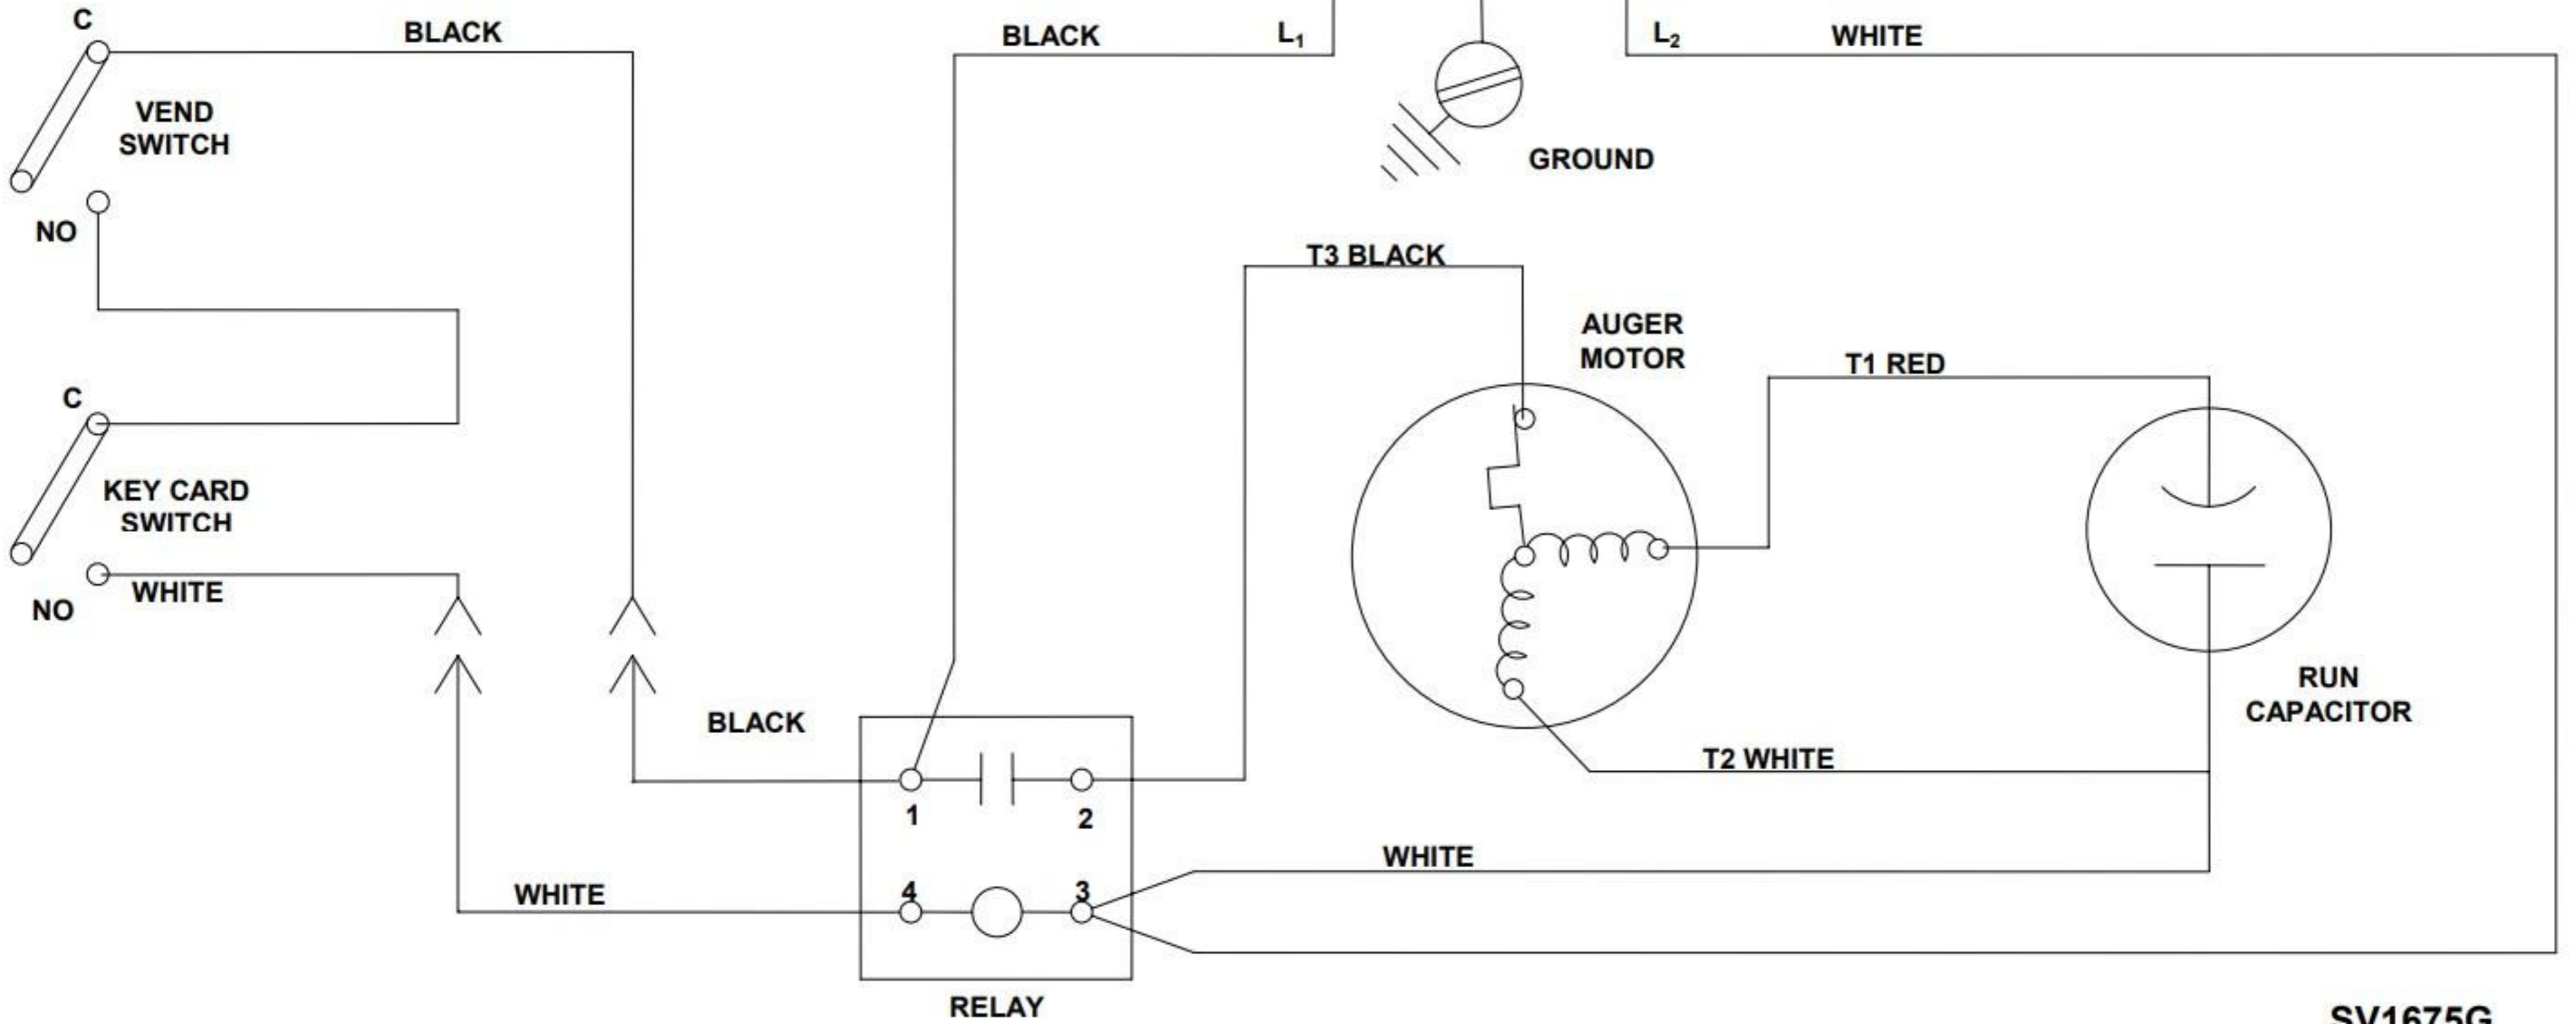 C
BLACK
BLACK
L₁
L₂
WHITE
VEND
SWITCH
GROUND
NO
T3 BLACK
AUGER
MOTOR
T1 RED
C
KEY CARD
SWITCH
NO
WHITE
RUN
CAPACITOR
BLACK
T2 WHITE
1
2
WHITE
WHITE
4
3
RELAY
SV1675G